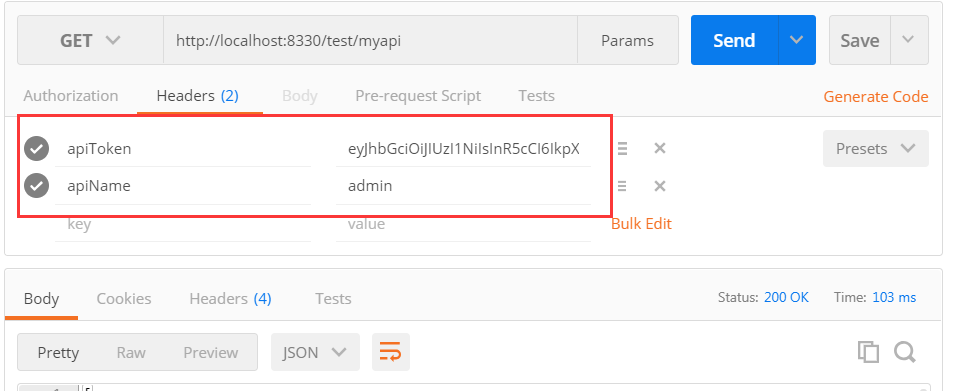 GET http://localhost:8330/test/myapi Params Send Save
Authorization Headers (2) Body Pre-request Script Tests Generate Code
apiToken eyJhbGciOiJIUzI1NiIsInR5cCI6IkpX Presets
apiName admin
key value Bulk Edit
Body Cookies Headers (4) Tests Status: 200 OK Time: 103 ms
Pretty Raw Preview JSON